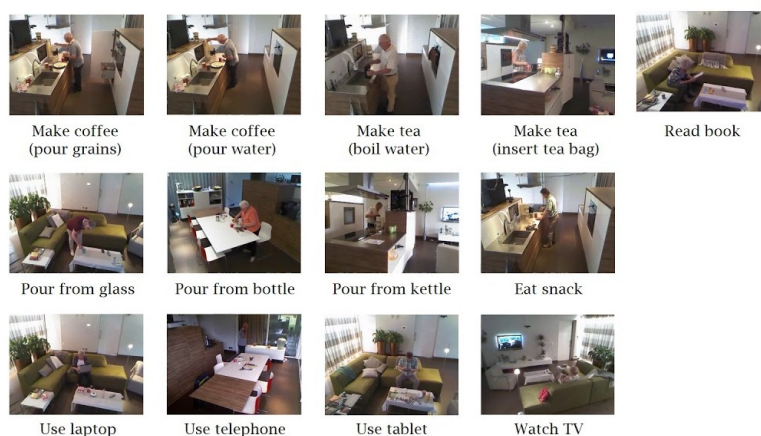 Make coffee
(pour grains)
Make coffee
(pour water)
Make tea
(boil water)
Make tea
(insert tea bag)
Read book
Pour from glass
Pour from bottle
Pour from kettle
Eat snack
Use laptop
Use telephone
Use tablet
Watch TV